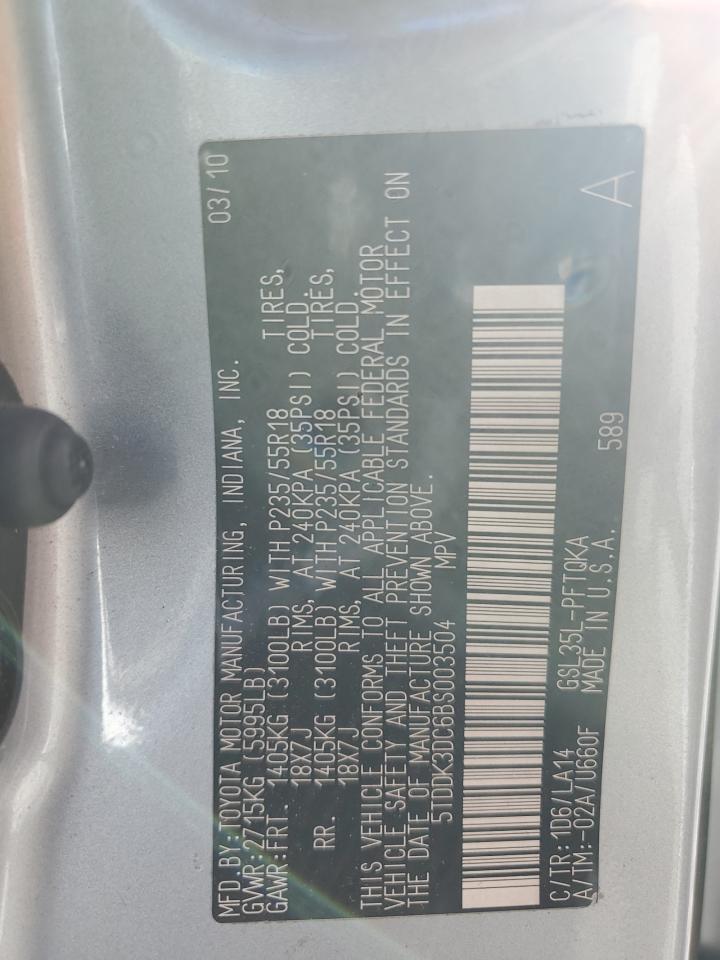 MFD.BY:TOYOTA MOTOR MANUFACTURING, INDIANA, INC. 03/10
GVWR:2715KG (5995LB)
GAWR:FRT. 1405KG (3100LB) WITH P235/55R18 TIRES,
18X7J RIMS, AT 240KPA (35PSI) COLD.
RR. 1405KG (3100LB) WITH P235/55R18 TIRES,
18X7J RIMS, AT 240KPA (35PSI) COLD.
THIS VEHICLE CONFORMS TO ALL APPLICABLE FEDERAL MOTOR
VEHICLE SAFETY AND THEFT PREVENTION STANDARDS IN EFFECT ON
THE DATE OF MANUFACTURE SHOWN ABOVE.
5TDDK3DC6BS003504 MPV
C/TR:1D6/LA14 GSL35L-PFTQKA
A/TM:-02A/U660F MADE IN U.S.A. 589 A